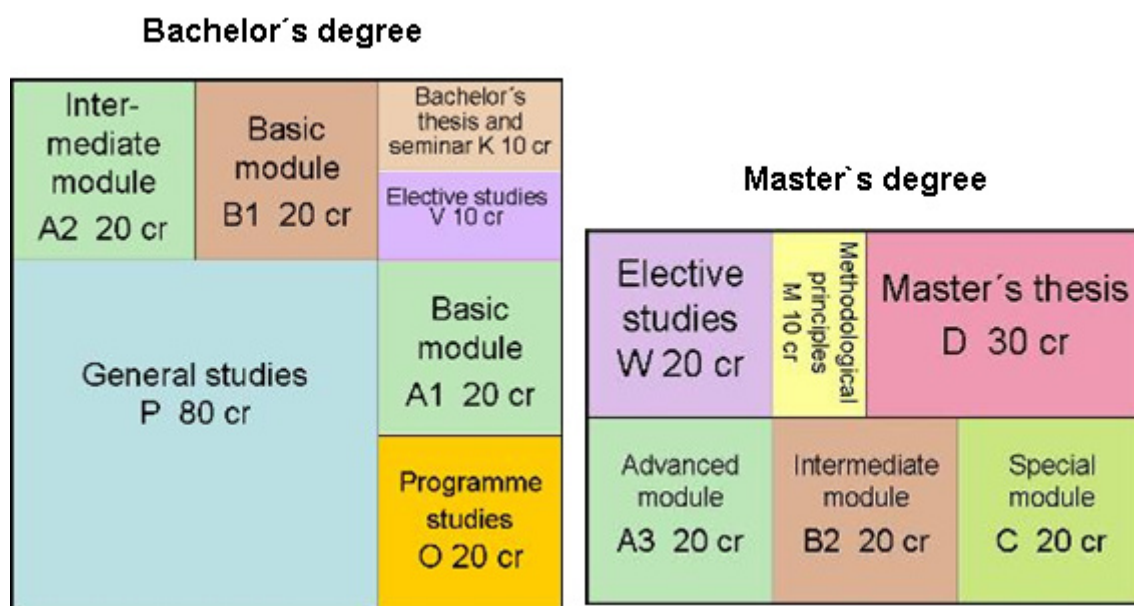 Bachelor´s degree
Inter-
mediate
module
A2 20 cr
Basic
module
B1 20 cr
Bachelor´s
thesis and
seminar K 10 cr
Elective studies
V 10 cr
General studies
P 80 cr
Basic
module
A1 20 cr
Programme
studies
O 20 cr
Master`s degree
Elective
studies
W 20 cr
Methodological
principles
M 10 cr
Master´s thesis
D 30 cr
Advanced
module
A3 20 cr
Intermediate
module
B2 20 cr
Special
module
C 20 cr